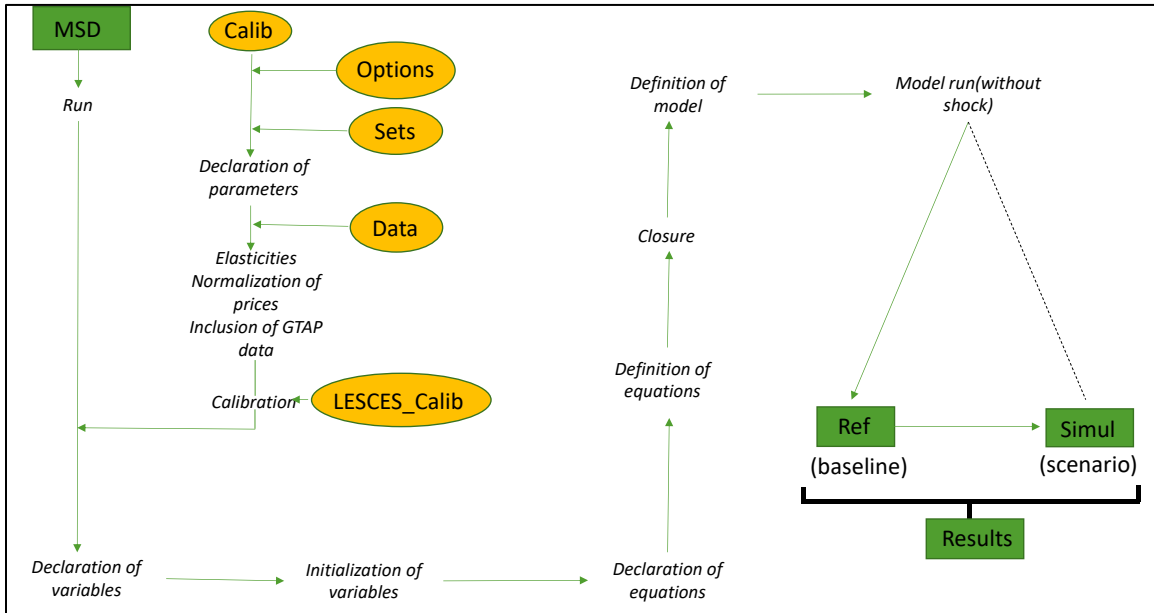 MSD
Run
Calib
Options
Sets
Declaration of
parameters
Data
Elasticities
Normalization of
prices
Inclusion of GTAP
data
Calibration
LESCES_Calib
Declaration of
variables
Initialization of
variables
Declaration of
equations
Definition of
equations
Closure
Definition of
model
Model run(without
shock)
Ref
(baseline)
Simul
(scenario)
Results